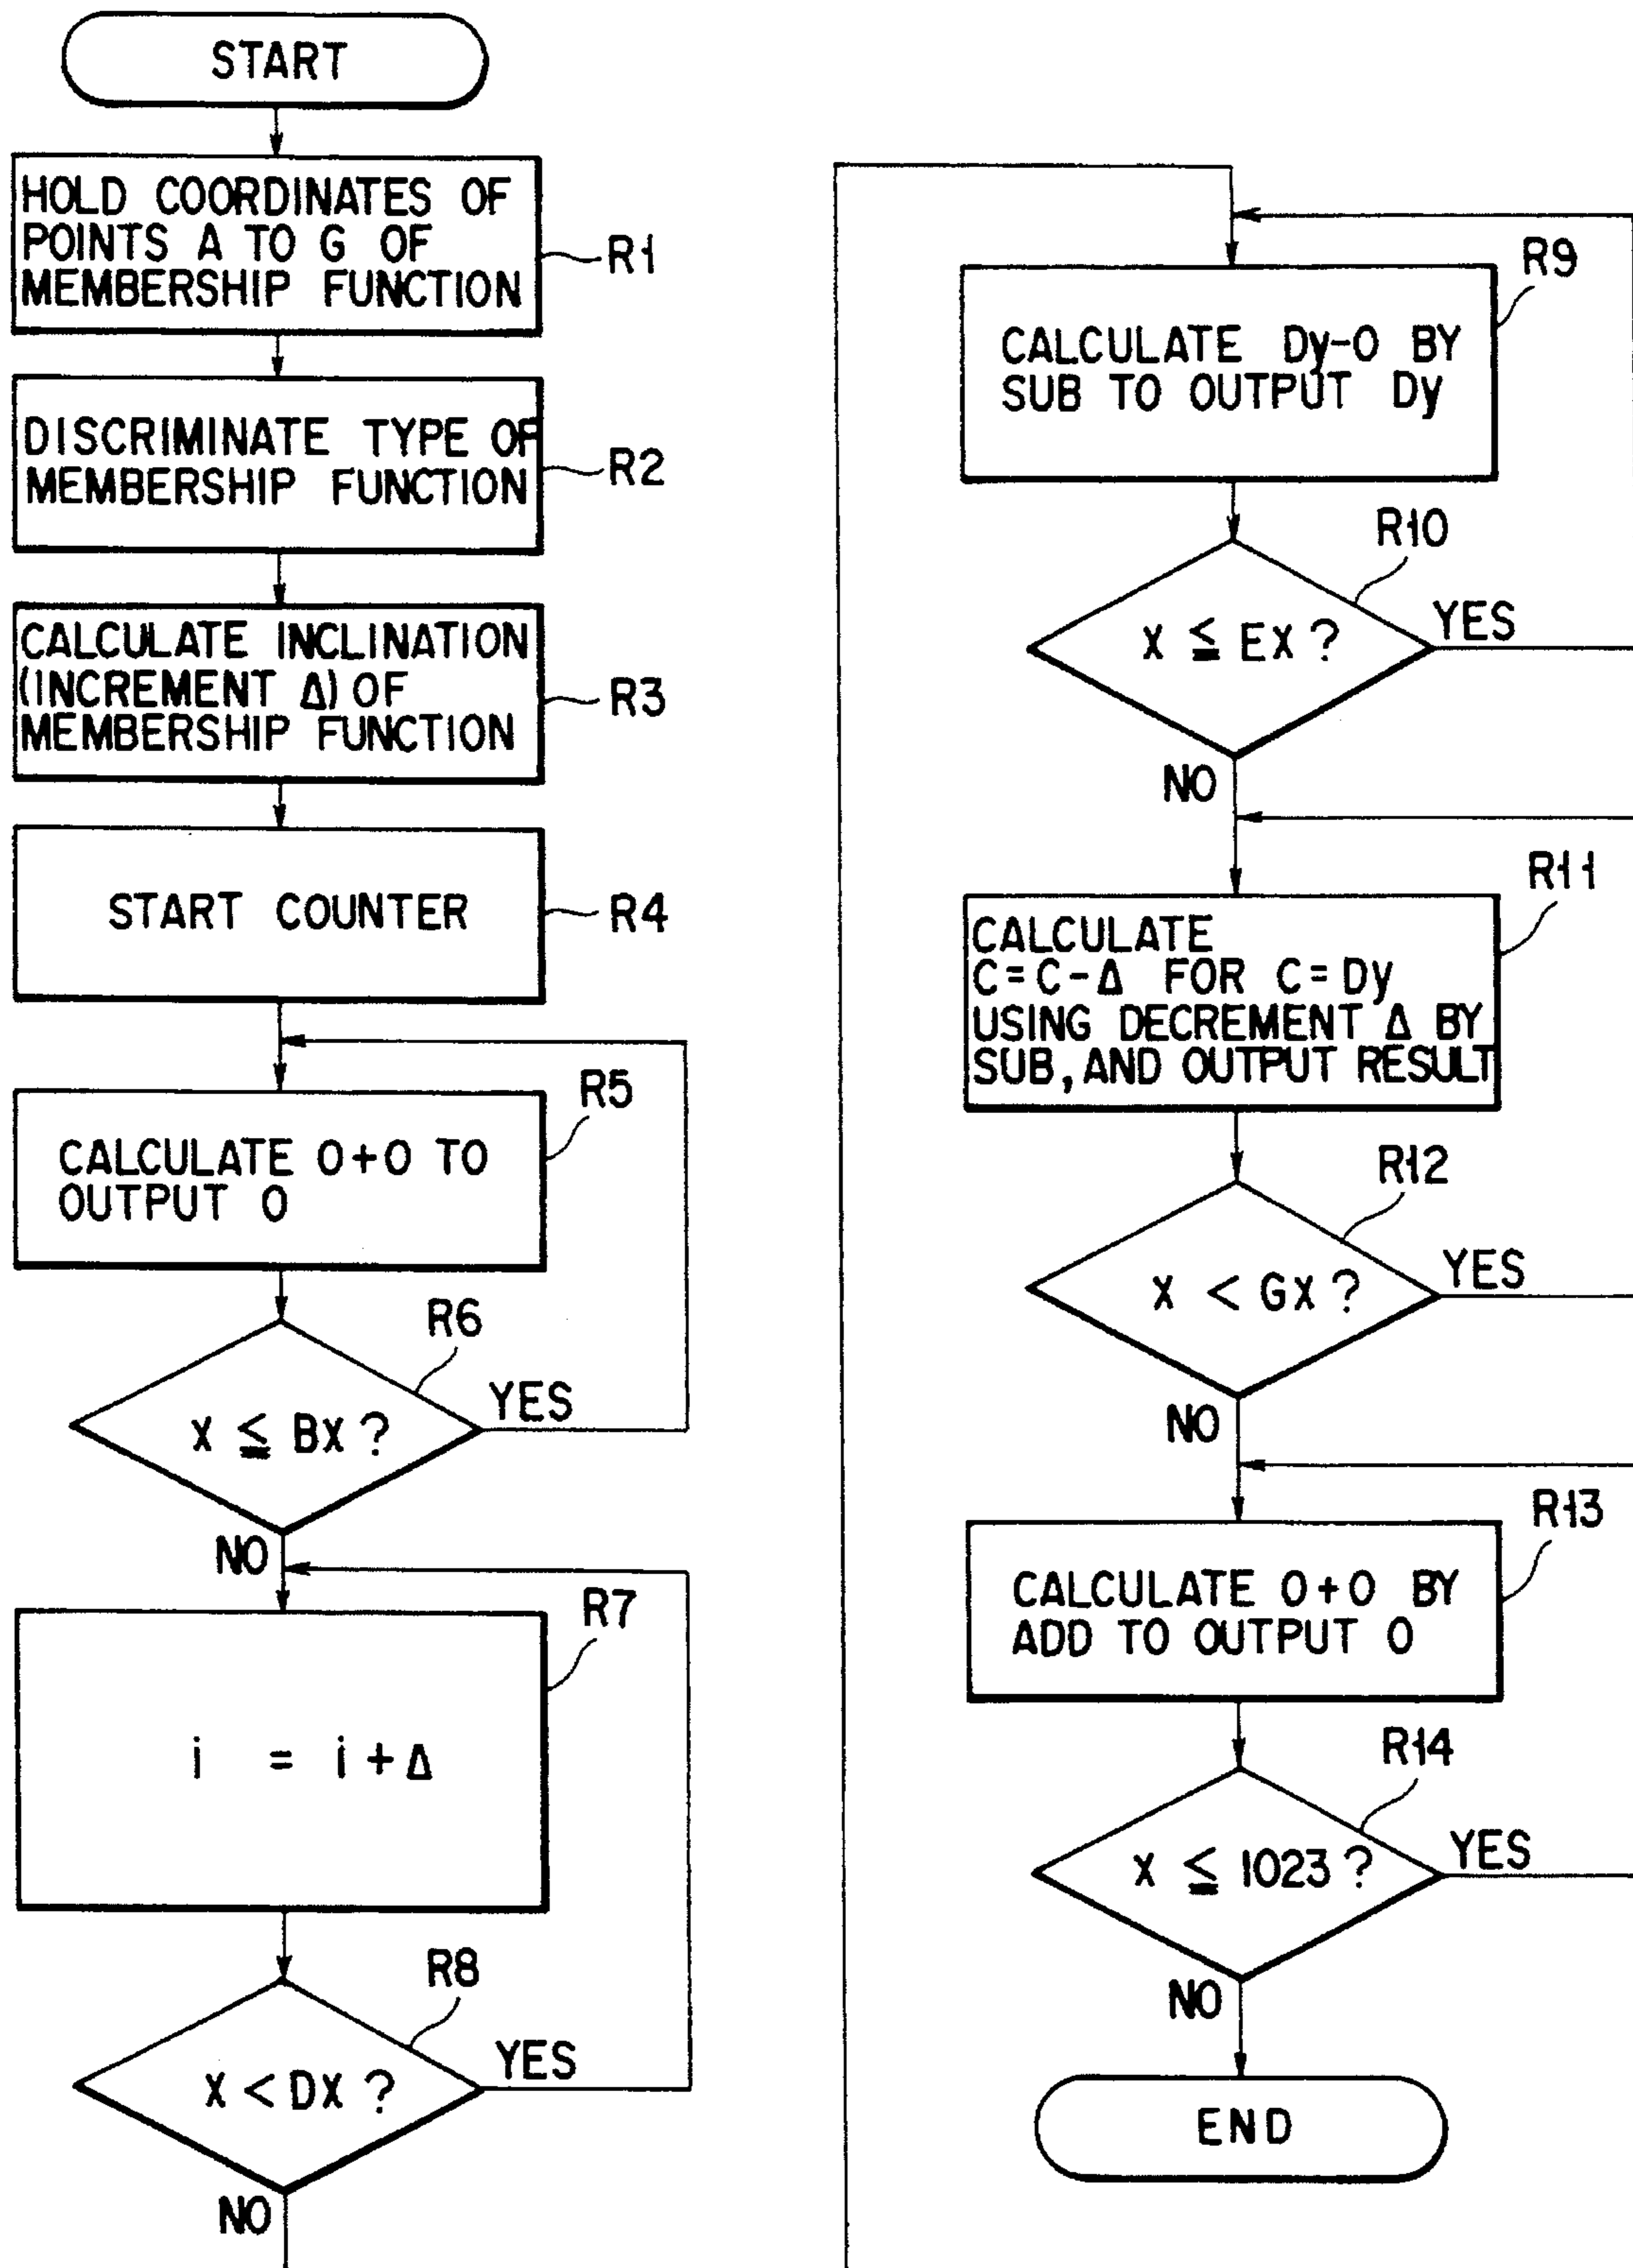 START
HOLD COORDINATES OF
POINTS A TO G OF
MEMBERSHIP FUNCTION
R1
DISCRIMINATE TYPE OF
MEMBERSHIP FUNCTION
R2
CALCULATE INCLINATION
(INCREMENT Δ) OF
MEMBERSHIP FUNCTION
R3
START COUNTER
R4
R5
CALCULATE 0+0 TO
OUTPUT 0
R6
X ≦ BX ?
YES
NO
R7
i = i + Δ
R8
X < DX ?
YES
NO
R9
CALCULATE Dy-0 BY
SUB TO OUTPUT Dy
R10
X ≦ EX ?
YES
NO
R11
CALCULATE
C = C - Δ FOR C = Dy
USING DECREMENT Δ BY
SUB, AND OUTPUT RESULT
R12
X < GX ?
YES
NO
R13
CALCULATE 0+0 BY
ADD TO OUTPUT 0
R14
X ≦ 1023 ?
YES
NO
END